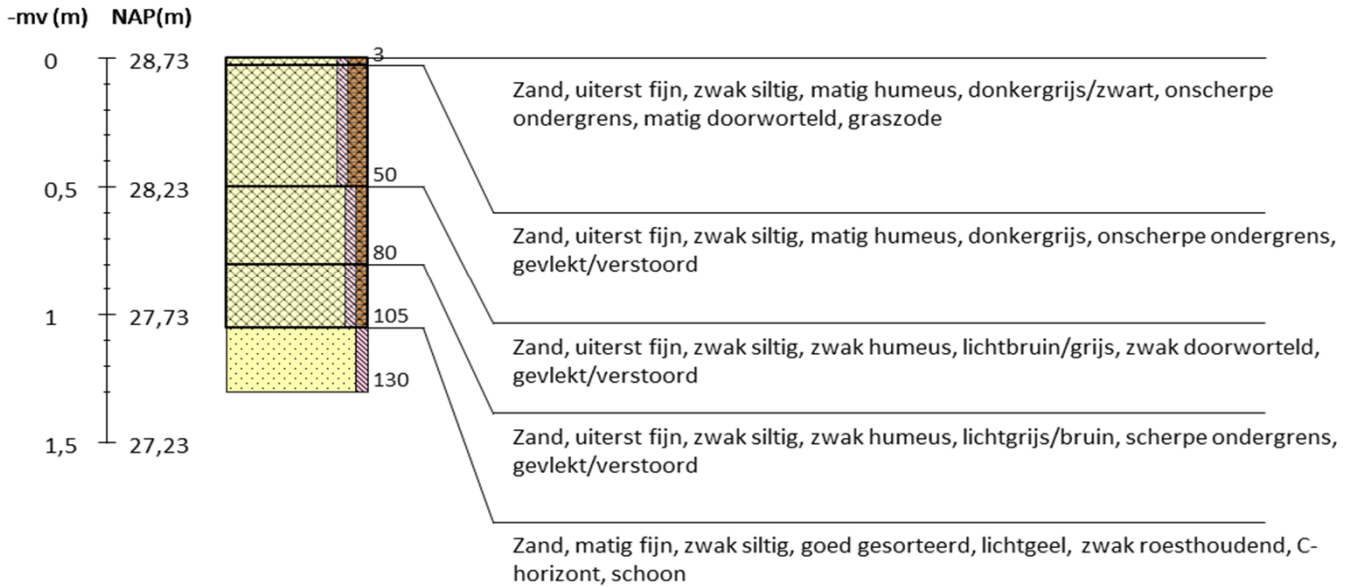 -mv (m) NAP(m)
0 28,73
3
Zand, uiterst fijn, zwak siltig, matig humeus, donkergrijs/zwart, onscherpe
ondergrens, matig doorworteld, graszode
0,5 28,23
50
Zand, uiterst fijn, zwak siltig, matig humeus, donkergrijs, onscherpe ondergrens,
gevlekt/verstoord
80
1 27,73
105
Zand, uiterst fijn, zwak siltig, zwak humeus, lichtbruin/grijs, zwak doorworteld,
gevlekt/verstoord
130
1,5 27,23
Zand, uiterst fijn, zwak siltig, zwak humeus, lichtgrijs/bruin, scherpe ondergrens,
gevlekt/verstoord
Zand, matig fijn, zwak siltig, goed gesorteerd, lichtgeel, zwak roesthoudend, C-
horizont, schoon